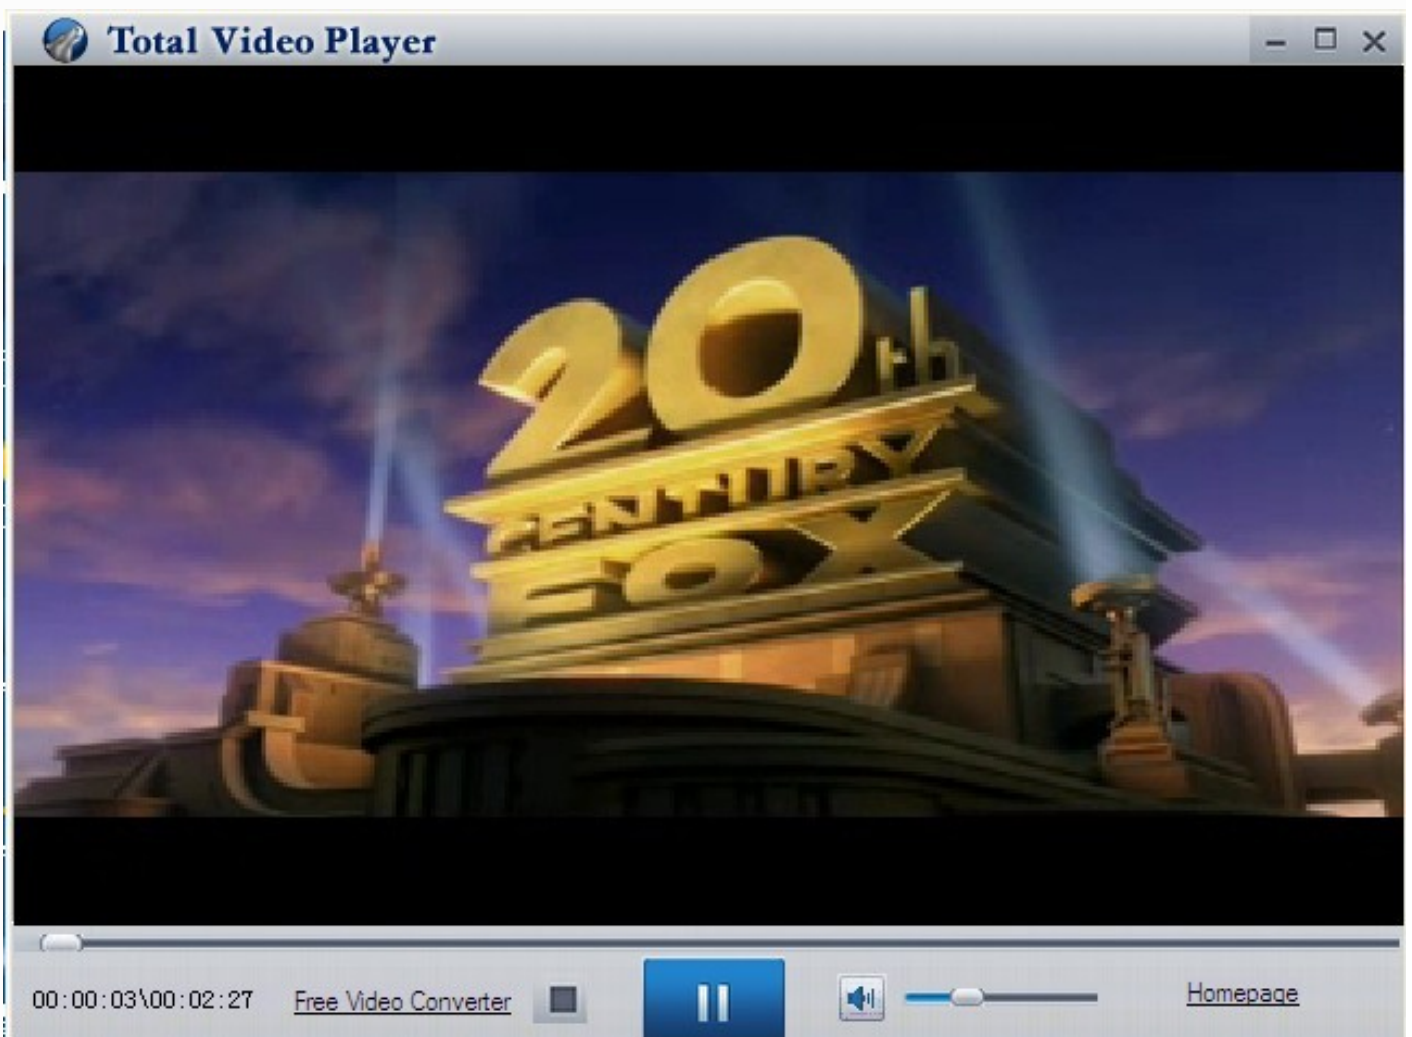 Total Video Player
20th
CENTURY
FOX
00:00:03\00:02:27
Free Video Converter
Homepage